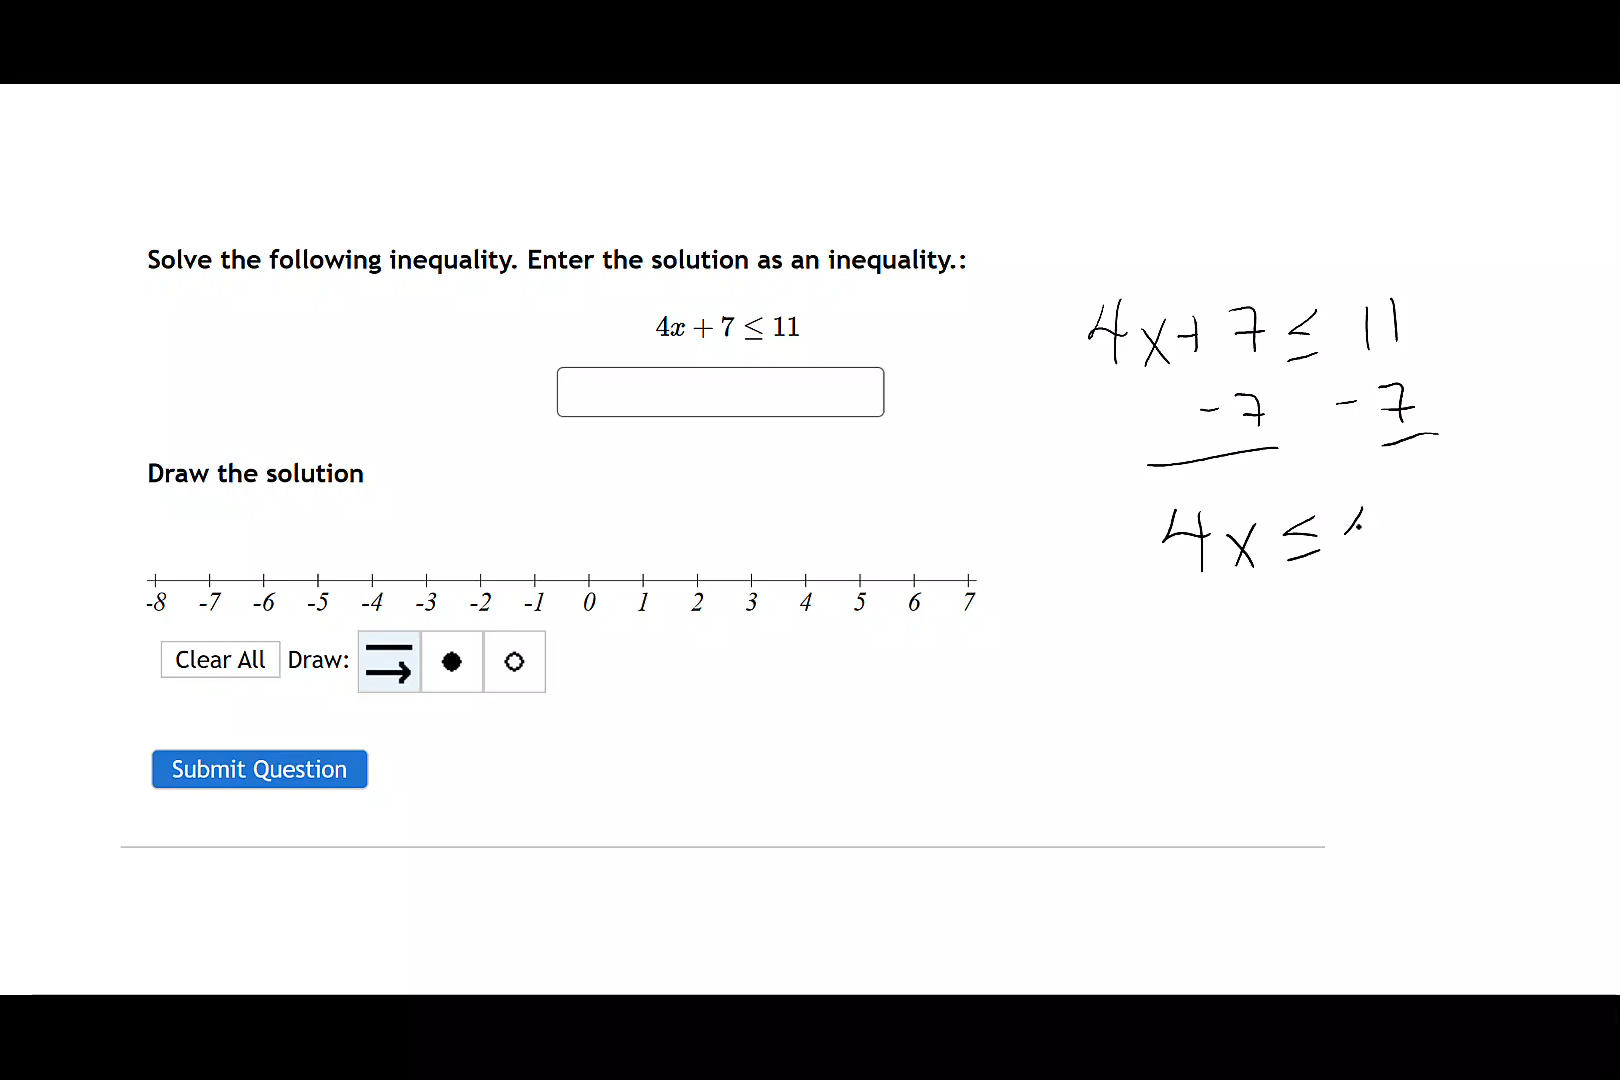 Solve the following inequality. Enter the solution as an inequality.:
4x + 7 ≤ 11
Draw the solution
-8 -7 -6 -5 -4 -3 -2 -1 0 1 2 3 4 5 6 7
Clear All Draw:
Submit Question
4x+7 ≤ 11
-7 -7
4x ≤